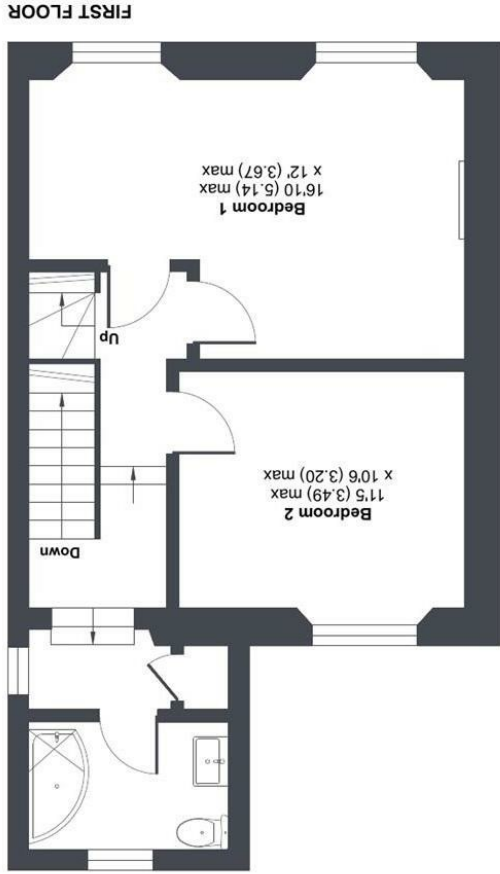 Down
Bedroom 2
11'5 (3.49) max
x 10'6 (3.20) max
Up
Bedroom 1
16'10 (5.14) max
x 12' (3.67) max
FIRST FLOOR